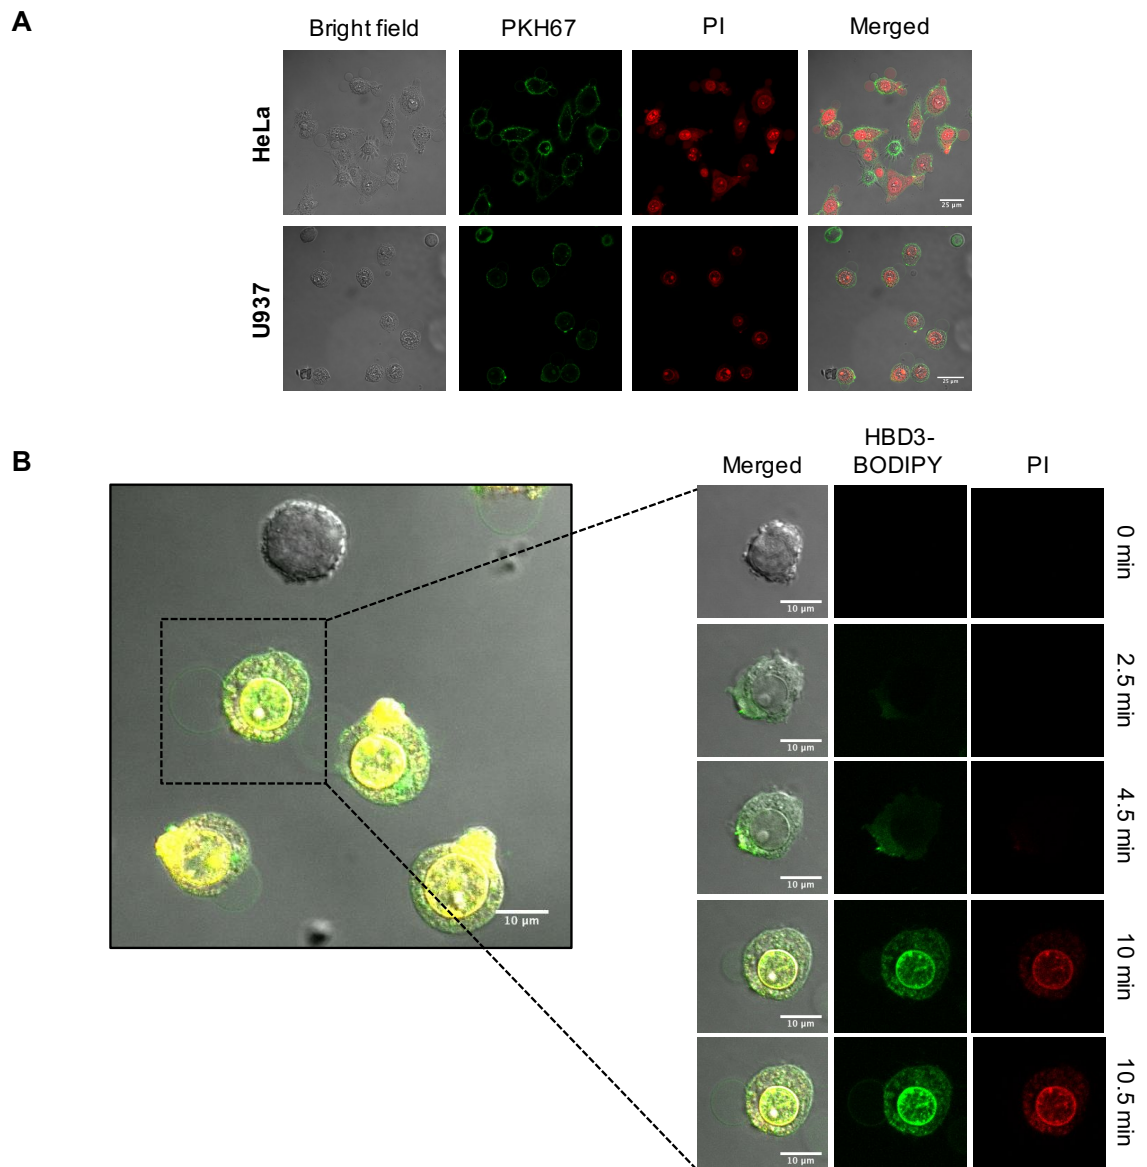 A
Bright field
PKH67
PI
Merged
HeLa
25 µm
U937
25 µm
B
Merged
HBD3-
BODIPY
PI
10 µm
10 µm
0 min
10 µm
2.5 min
10 µm
4.5 min
10 µm
10 min
10 µm
10.5 min